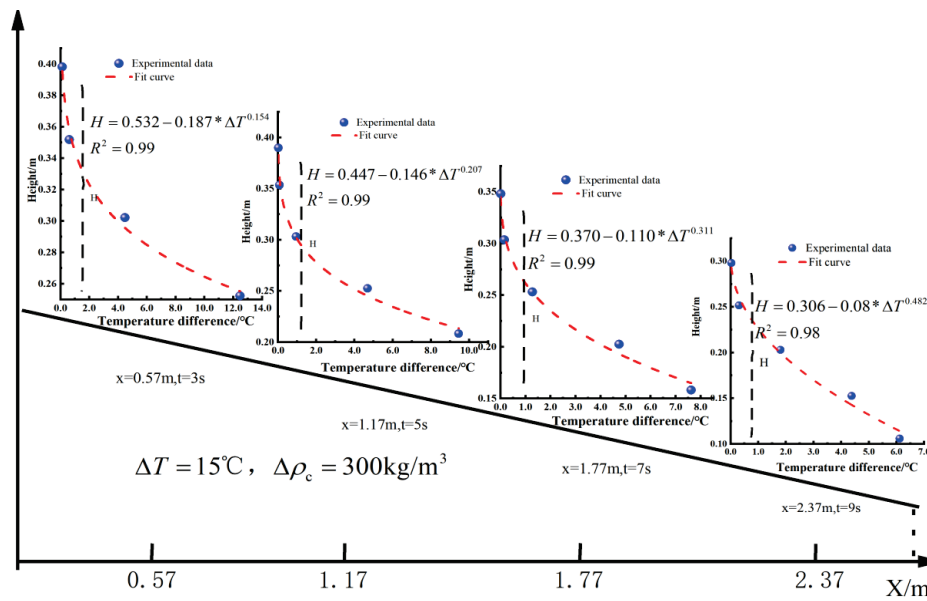 Experimental data
Fit curve
H = 0.532 − 0.187 * ΔT^0.154
R² = 0.99
H
Height/m
0.40
0.38
0.36
0.34
0.32
0.30
0.28
0.26
0.0 2.0 4.0 6.0 8.0 10.0 12.0 14.0
Temperature difference/°C
x=0.57m,t=3s
Experimental data
Fit curve
H = 0.447 − 0.146 * ΔT^0.207
R² = 0.99
H
Height/m
0.40
0.35
0.30
0.25
0.20
0.0 2.0 4.0 6.0 8.0 10.0
Temperature difference/°C
x=1.17m,t=5s
Experimental data
Fit curve
H = 0.370 − 0.110 * ΔT^0.311
R² = 0.99
H
Height/m
0.35
0.30
0.25
0.20
0.15
0.0 1.0 2.0 3.0 4.0 5.0 6.0 7.0 8.0
Temperature difference/°C
x=1.77m,t=7s
Experimental data
Fit curve
H = 0.306 − 0.08 * ΔT^0.482
R² = 0.98
H
Height/m
0.30
0.25
0.20
0.15
0.10
0.0 1.0 2.0 3.0 4.0 5.0 6.0 7.0
Temperature difference/°C
x=2.37m,t=9s
ΔT = 15℃, Δρc = 300kg/m³
0.57 1.17 1.77 2.37 X/m